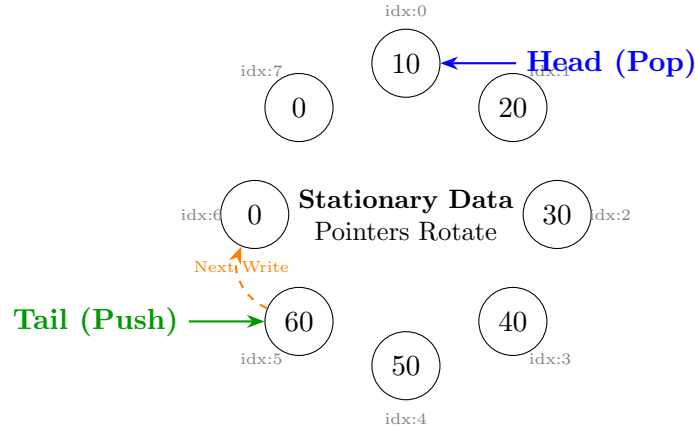 idx:0
10
Head (Pop)
idx:1
idx:7
0
20
Stationary Data
Pointers Rotate
idx:6
0
30
idx:2
Next Write
Tail (Push)
60
40
idx:5
idx:3
50
idx:4